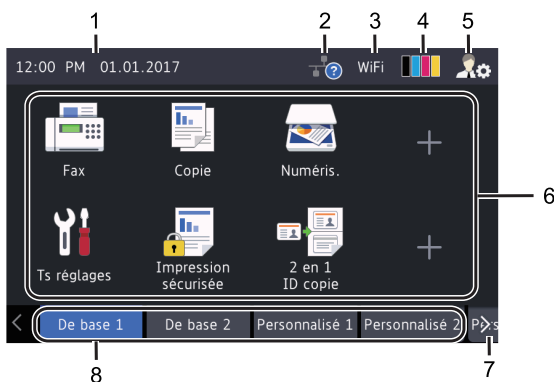 1 2 3 4 5
12:00 PM 01.01.2017 ? WiFi
Fax Copie Numéris. +
6
Ts réglages Impression sécurisée 2 en 1 ID copie +
< De base 1 De base 2 Personnalisé 1 Personnalisé 2 Pers >
8 7